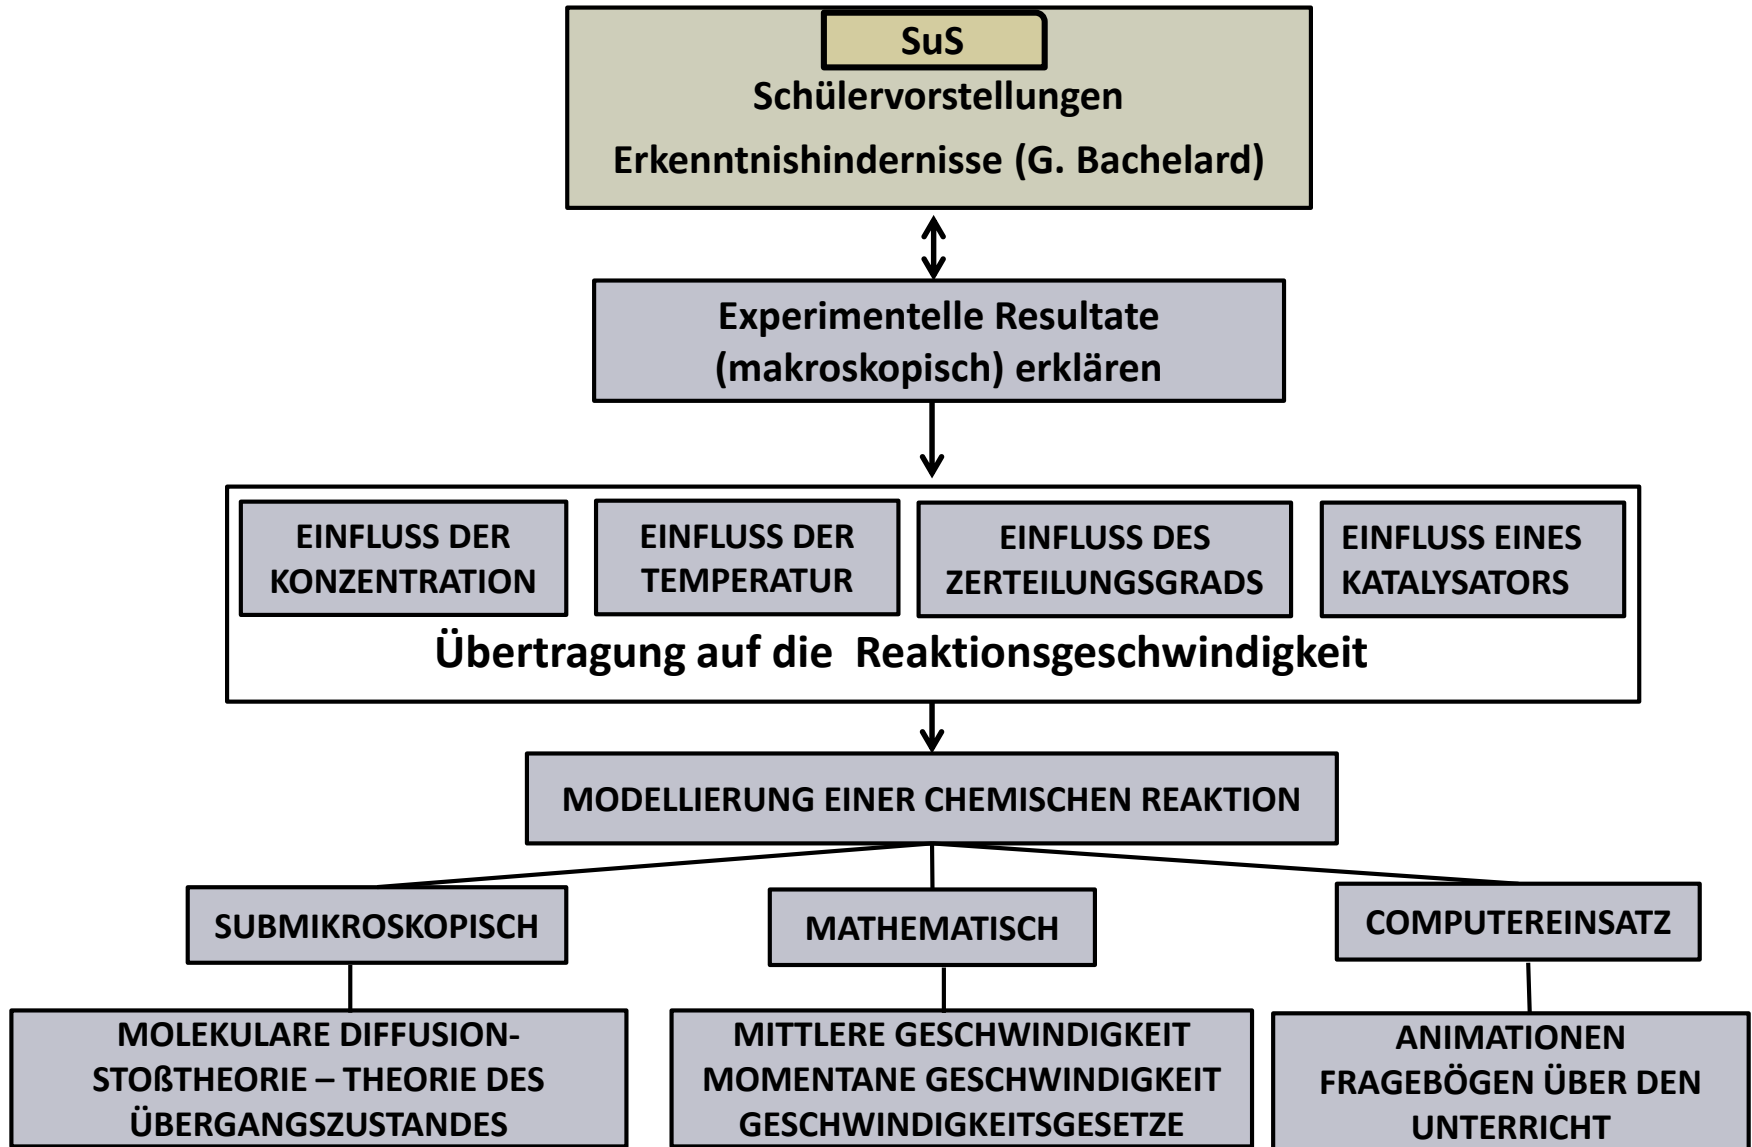 SuS
Schülervorstellungen
Erkenntnishindernisse (G. Bachelard)
Experimentelle Resultate
(makroskopisch) erklären
EINFLUSS DER
KONZENTRATION
EINFLUSS DER
TEMPERATUR
EINFLUSS DES
ZERTEILUNGSGRADS
EINFLUSS EINES
KATALYSATORS
Übertragung auf die  Reaktionsgeschwindigkeit
MODELLIERUNG EINER CHEMISCHEN REAKTION
SUBMIKROSKOPISCH
MATHEMATISCH
COMPUTEREINSATZ
MOLEKULARE DIFFUSION-
STOßTHEORIE – THEORIE DES
ÜBERGANGSZUSTANDES
MITTLERE GESCHWINDIGKEIT
MOMENTANE GESCHWINDIGKEIT
GESCHWINDIGKEITSGESETZE
ANIMATIONEN
FRAGEBÖGEN ÜBER DEN
UNTERRICHT